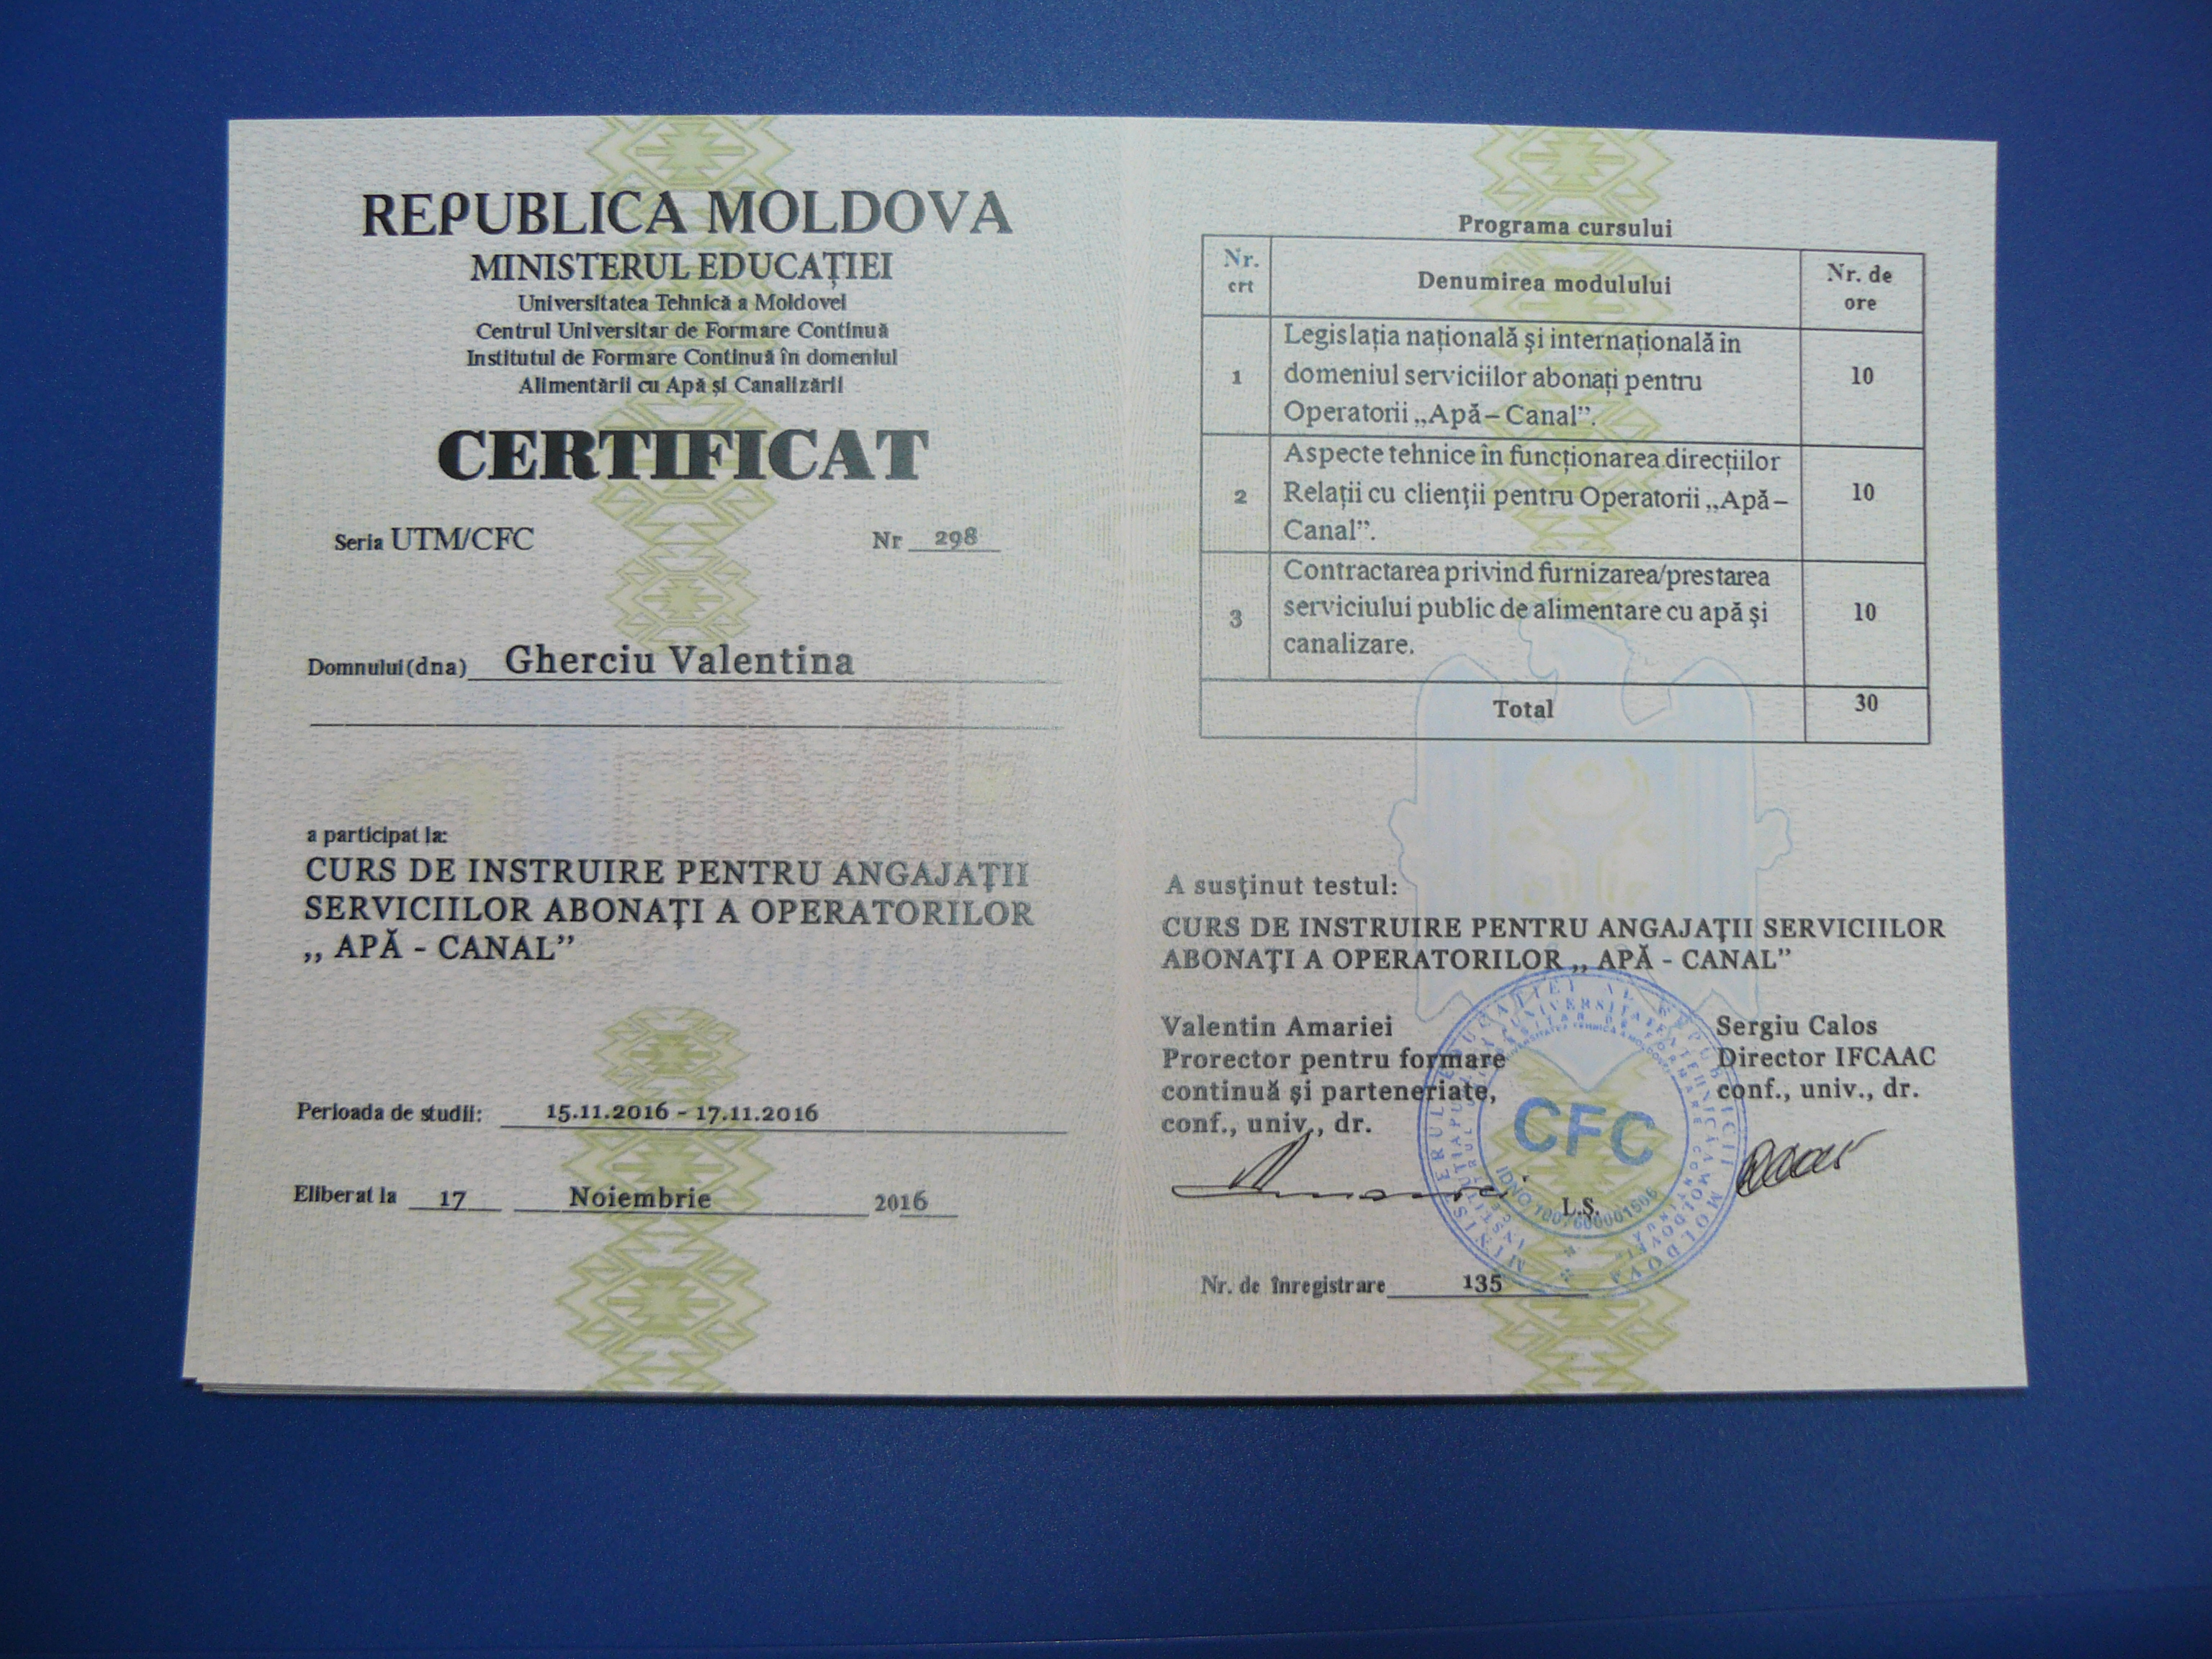 REPUBLICA MOLDOVA
MINISTERUL EDUCAȚIEI
Universitatea Tehnică a Moldovei
Centrul Universitar de Formare Continuă
Institutul de Formare Continuă în domeniul
Alimentării cu Apă și Canalizării
CERTIFICAT
Seria UTM/CFC Nr 298
Domnului(dna) Gherciu Valentina
a participat la:
CURS DE INSTRUIRE PENTRU ANGAJAȚII
SERVICIILOR ABONAȚI A OPERATORILOR
,, APĂ - CANAL”
Perioada de studii: 15.11.2016 - 17.11.2016
Eliberat la 17 Noiembrie 2016
Programa cursului
Nr. crt Denumirea modulului Nr. de ore
1 Legislația națională și internațională în
domeniul serviciilor abonați pentru 10
Operatorii „Apă – Canal”.
Aspecte tehnice în funcționarea direcțiilor
2 Relații cu clienții pentru Operatorii „Apă – 10
Canal”.
Contractarea privind furnizarea/prestarea
3 serviciului public de alimentare cu apă și 10
canalizare.
Total 30
A susținut testul:
CURS DE INSTRUIRE PENTRU ANGAJAȚII SERVICIILOR
ABONAȚI A OPERATORILOR ,, APĂ - CANAL”
Valentin Amariei
Prorector pentru formare
continuă și parteneriate,
conf., univ., dr.
Sergiu Calos
Director IFCAAC
conf., univ., dr.
CFC
IDNO 1007600001506
L.Ș.
Nr. de înregistrare 135